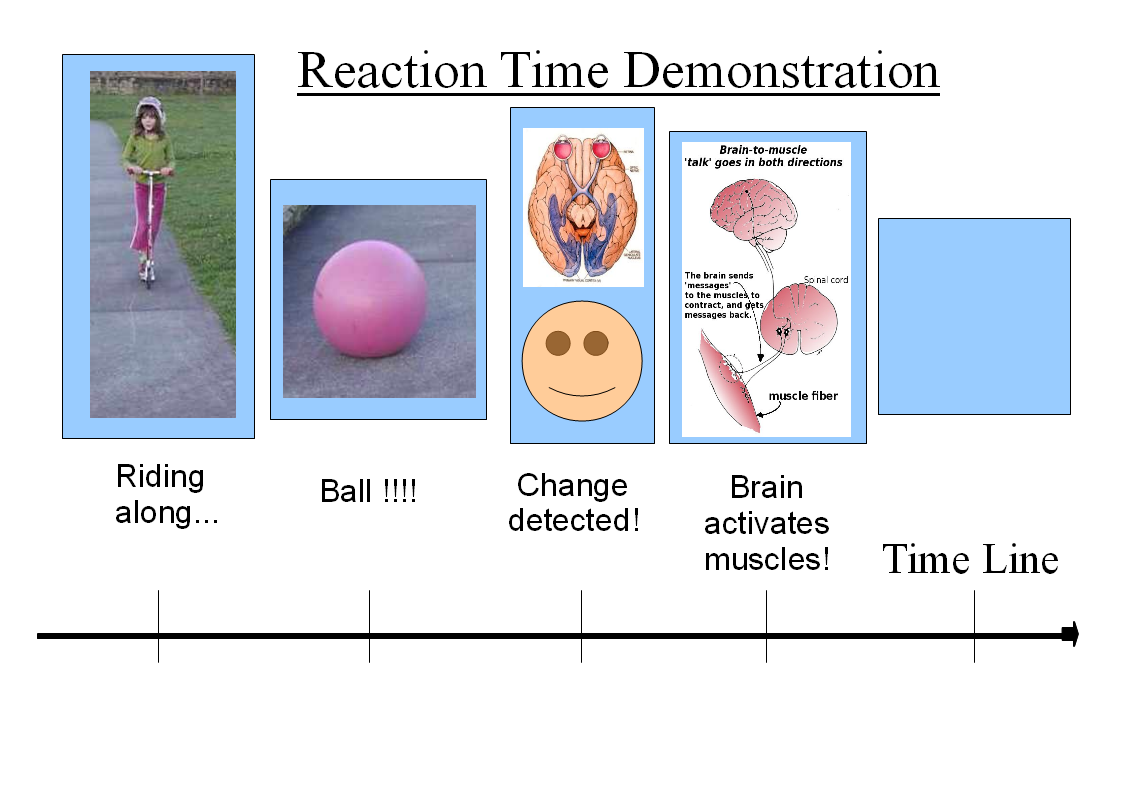 Reaction Time Demonstration
Brain-to-muscle
'talk' goes in both directions
The brain sends
'messages'
to the muscles to
contract, and gets
messages back.
Spinal cord
muscle fiber
Riding
along...
Ball !!!!
Change
detected!
Brain
activates
muscles!
Time Line